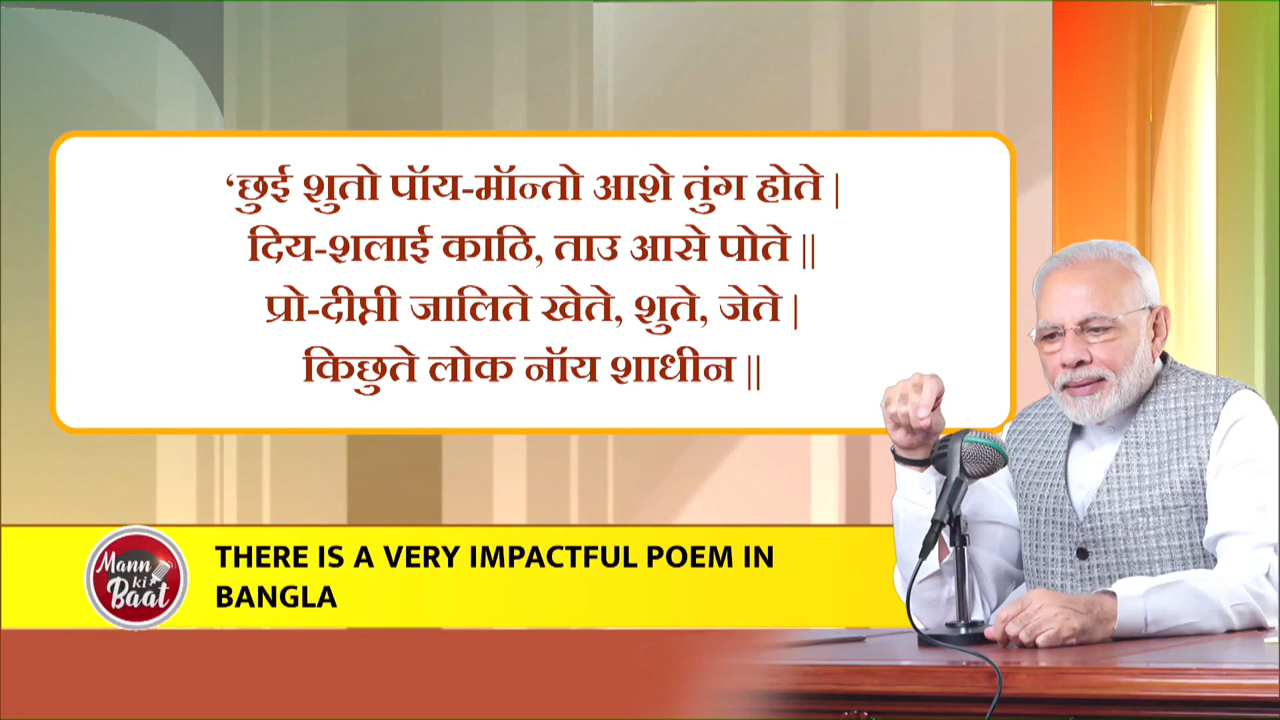 ‘छुई शुतो पॉय-मॉन्तो आशे तुंग होते |
दिय-शलाई काठि, ताउ आसे पोते ||
प्रो-दीप्ती जालिते खेते, शुते, जेते |
किछुते लोक नॉय शाधीन ||
Mann
ki
Baat
THERE IS A VERY IMPACTFUL POEM IN
BANGLA